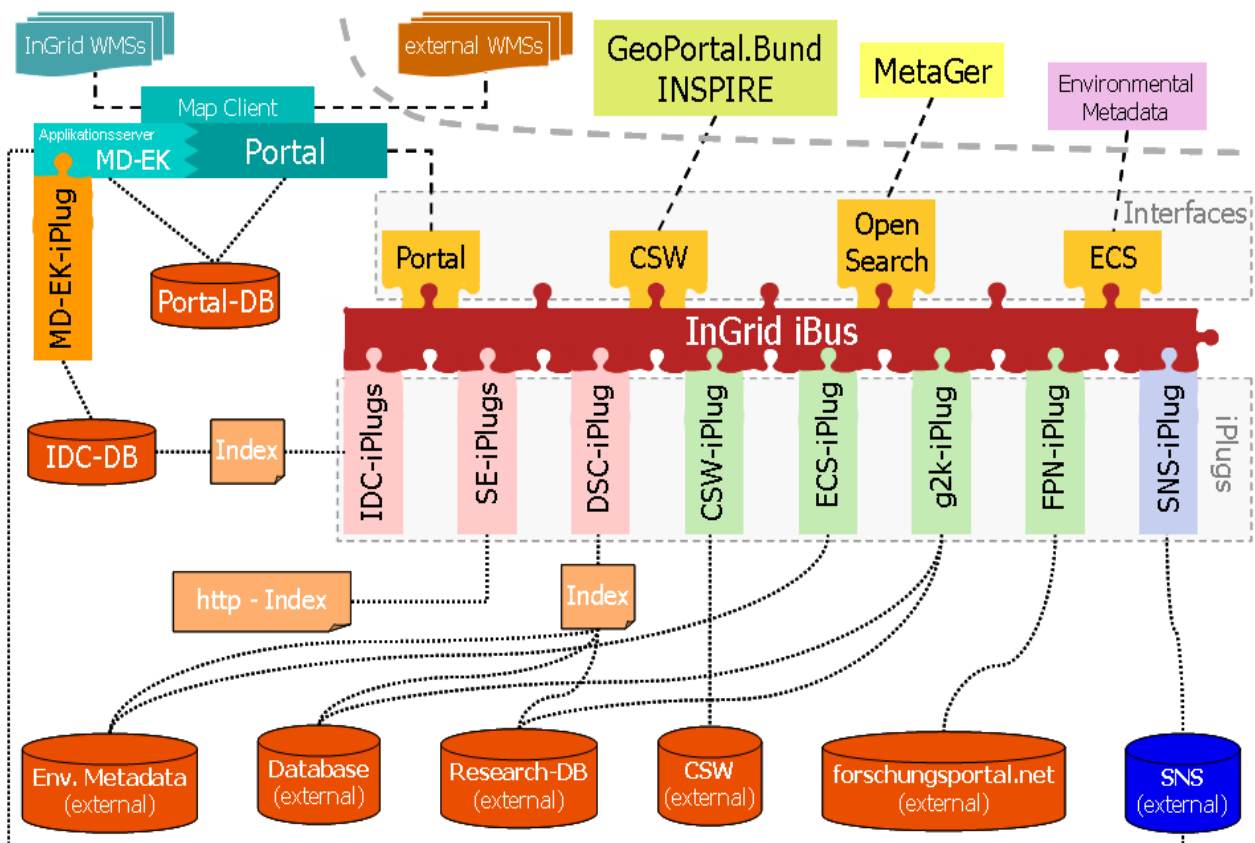 InGrid WMSs
external WMSs
GeoPortal.Bund
INSPIRE
MetaGer
Environmental
Metadata
Map Client
Applikationsserver
MD-EK
Portal
MD-EK-iPlug
Portal-DB
Interfaces
Portal
CSW
Open
Search
ECS
InGrid iBus
IDC-DB
Index
IDC-iPlugs
SE-iPlugs
DSC-iPlug
CSW-iPlug
ECS-iPlug
g2k-iPlug
FPN-iPlug
SNS-iPlug
iPlugs
http - Index
Index
Env. Metadata
(external)
Database
(external)
Research-DB
(external)
CSW
(external)
forschungsportal.net
(external)
SNS
(external)